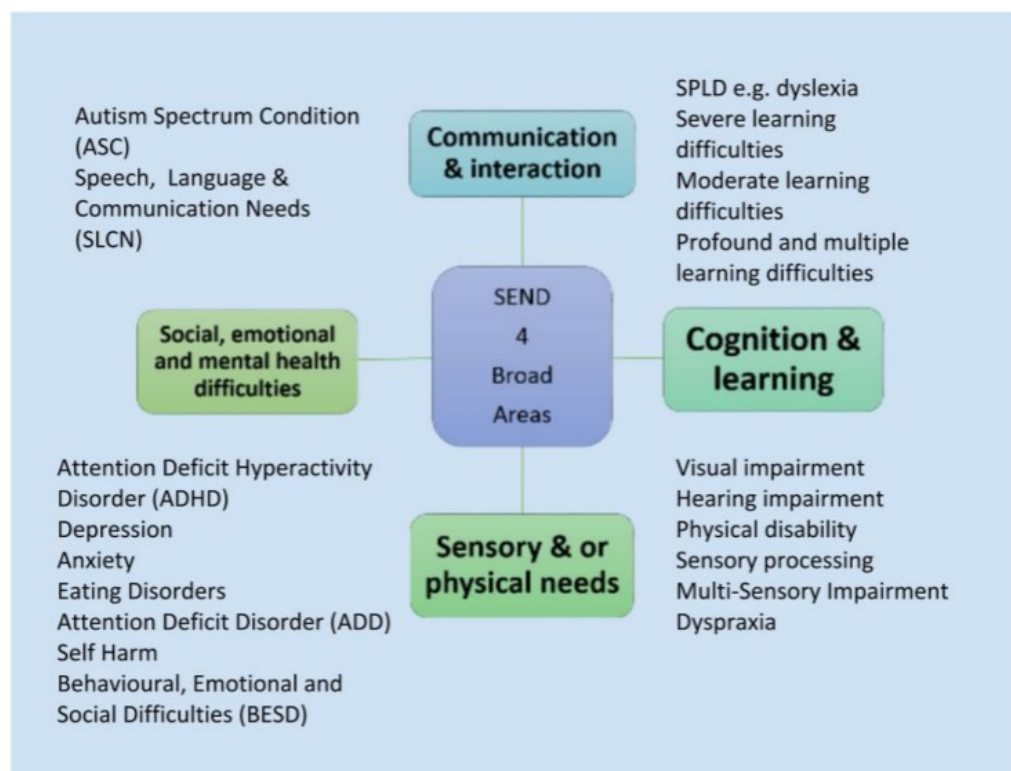 Autism Spectrum Condition
(ASC)
Speech, Language &
Communication Needs
(SLCN)
Communication
& interaction
SPLD e.g. dyslexia
Severe learning
difficulties
Moderate learning
difficulties
Profound and multiple
learning difficulties
Social, emotional
and mental health
difficulties
SEND
4
Broad
Areas
Cognition &
learning
Attention Deficit Hyperactivity
Disorder (ADHD)
Depression
Anxiety
Eating Disorders
Attention Deficit Disorder (ADD)
Self Harm
Behavioural, Emotional and
Social Difficulties (BESD)
Sensory & or
physical needs
Visual impairment
Hearing impairment
Physical disability
Sensory processing
Multi-Sensory Impairment
Dyspraxia